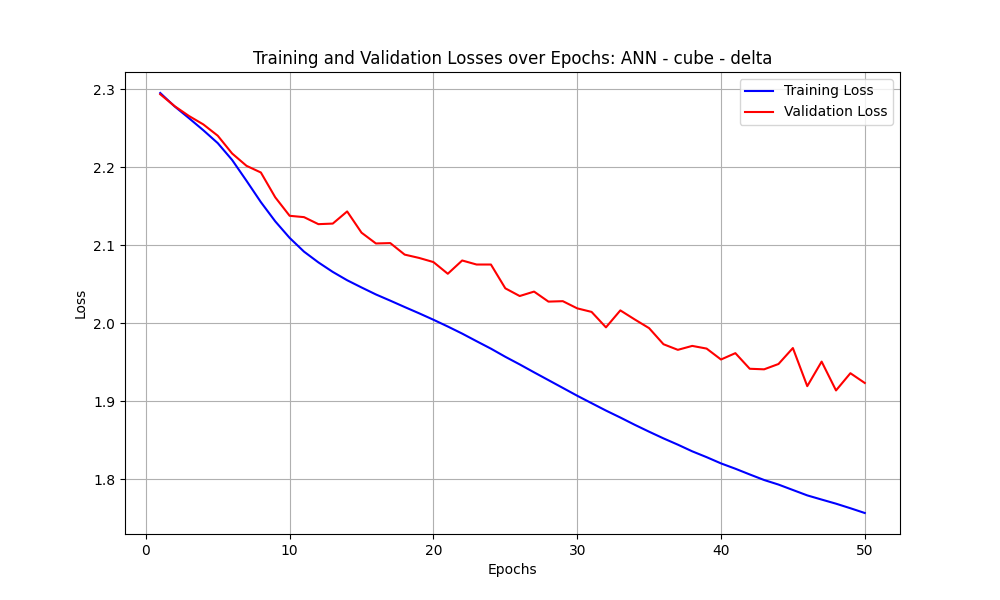 Training and Validation Losses over Epochs: ANN - cube - delta
Training Loss
Validation Loss
2.3
2.2
2.1
2.0
1.9
1.8
Loss
0 10 20 30 40 50
Epochs